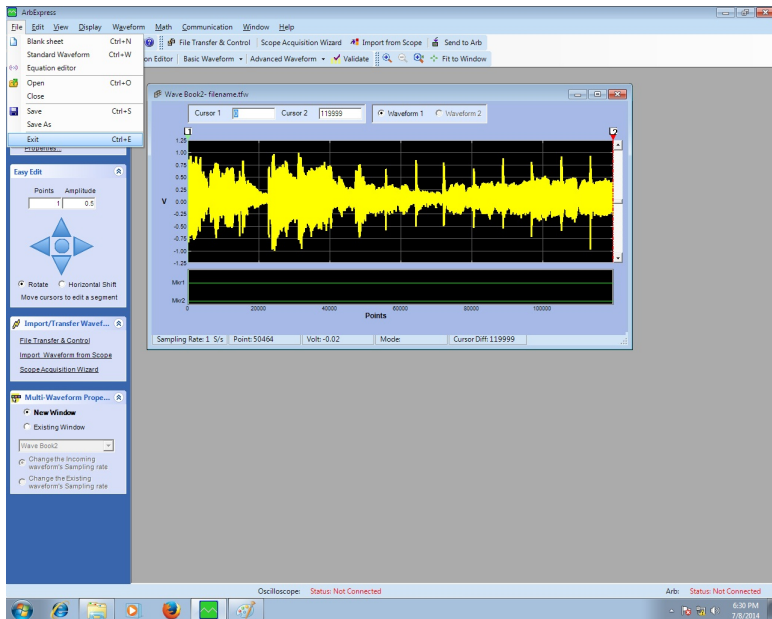 ArbExpress
File Edit View Display Waveform Math Communication Window Help
Blank sheet Ctrl+N
Standard Waveform Ctrl+W
Equation editor
Open Ctrl+O
Close
Save Ctrl+S
Save As
Exit Ctrl+E
File Transfer & Control Scope Acquisition Wizard Import from Scope Send to Arb
on Editor Basic Waveform Advanced Waveform Validate Fit to Window
Properties...
Easy Edit
Points Amplitude
1 0.5
Rotate Horizontal Shift
Move cursors to edit a segment
Import/Transfer Wavef...
File Transfer & Control
Import Waveform from Scope
Scope Acquisition Wizard
Multi-Waveform Prope...
New Window
Existing Window
Wave Book2
Change the Incoming
waveform's Sampling rate
Change the Existing
waveform's Sampling rate
Wave Book2- filename.tfw
Cursor 1 0 Cursor 2 119999 Waveform 1 Waveform 2
1 2
1.25
1.00
0.75
0.50
0.25
V 0.00
-0.25
-0.50
-0.75
-1.00
-1.25
Mkr1
Mkr2
0 20000 40000 60000 80000 100000
Points
Sampling Rate: 1 S/s Point: 50464 Volt: -0.02 Mode: Cursor Diff: 119999
Oscilloscope: Status: Not Connected Arb: Status: Not Connected
6:30 PM
7/8/2014